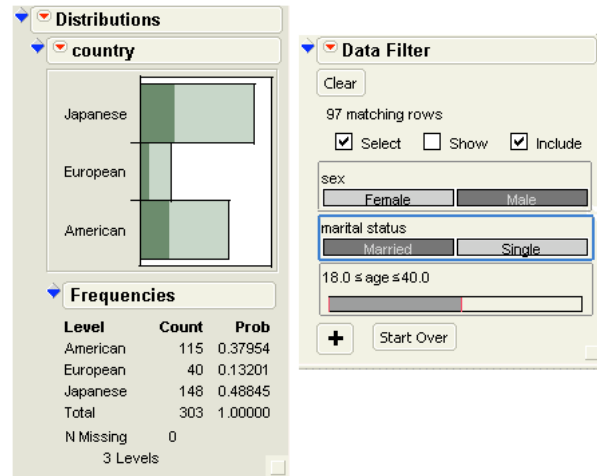 Distributions
country
Japanese
European
American
Frequencies
Level Count Prob
American 115 0.37954
European 40 0.13201
Japanese 148 0.48845
Total 303 1.00000
N Missing 0
3 Levels
Data Filter
Clear
97 matching rows
Select Show Include
sex
Female Male
marital status
Married Single
18.0 ≤ age ≤ 40.0
+ Start Over